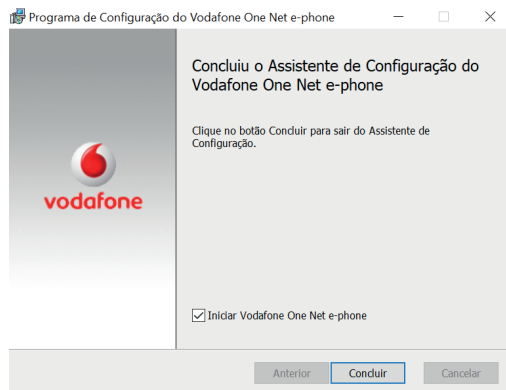 Programa de Configuração do Vodafone One Net e-phone
Concluiu o Assistente de Configuração do
Vodafone One Net e-phone
Clique no botão Concluir para sair do Assistente de
Configuração.
vodafone
Iniciar Vodafone One Net e-phone
Anterior
Concluir
Cancelar